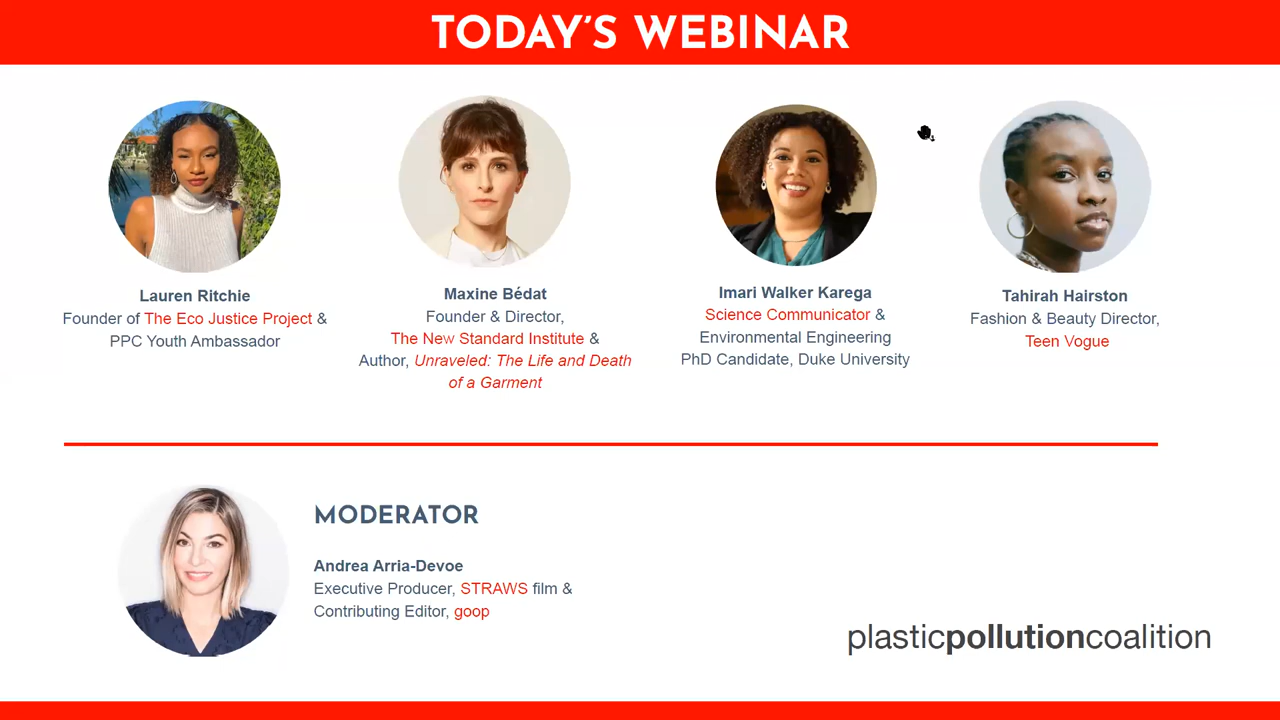 TODAY'S WEBINAR
Lauren Ritchie
Founder of The Eco Justice Project &
PPC Youth Ambassador
Maxine Bédat
Founder & Director,
The New Standard Institute &
Author, Unraveled: The Life and Death
of a Garment
Imari Walker Karega
Science Communicator &
Environmental Engineering
PhD Candidate, Duke University
Tahirah Hairston
Fashion & Beauty Director,
Teen Vogue
MODERATOR
Andrea Arria-Devoe
Executive Producer, STRAWS film &
Contributing Editor, goop
plasticpollutioncoalition